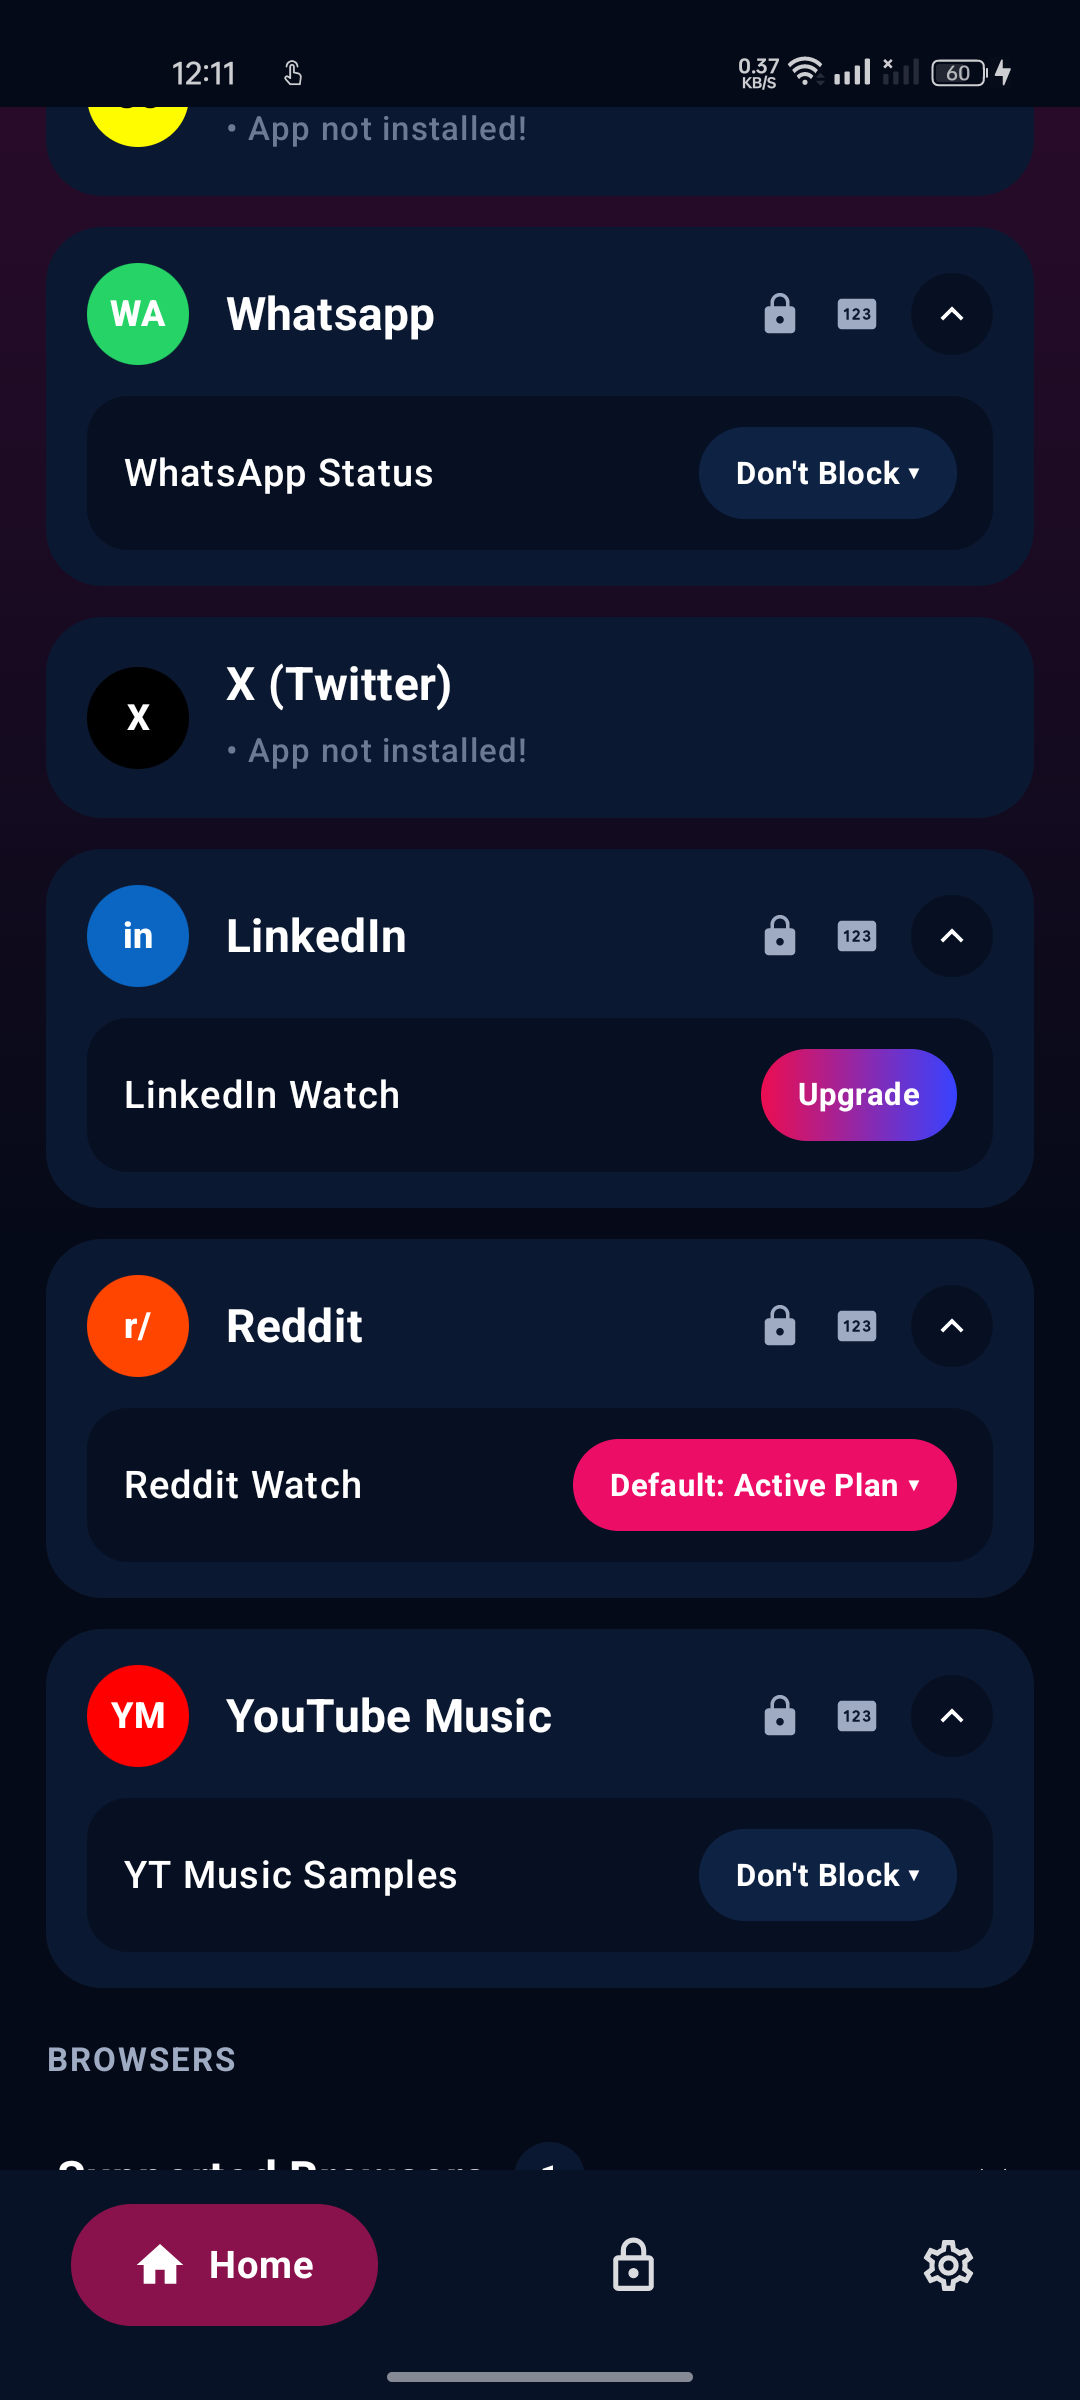 12:11
0.37
KB/S
60
• App not installed!
WA
Whatsapp
123
WhatsApp Status
Don't Block ▾
X
X (Twitter)
• App not installed!
in
LinkedIn
123
LinkedIn Watch
Upgrade
r/
Reddit
123
Reddit Watch
Default: Active Plan ▾
YM
YouTube Music
123
YT Music Samples
Don't Block ▾
BROWSERS
Supported Browsers
Home